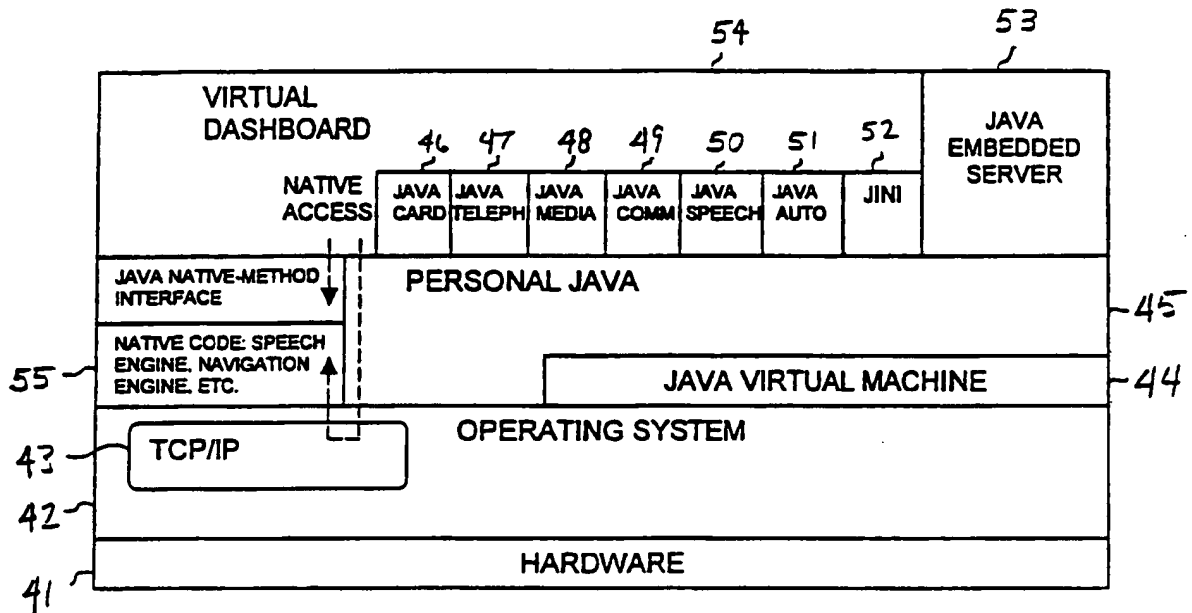 54
53
VIRTUAL
DASHBOARD
46
47
48
49
50
51
52
JAVA
EMBEDDED
SERVER
NATIVE
ACCESS
JAVA
CARD
JAVA
TELEPH
JAVA
MEDIA
JAVA
COMM
JAVA
SPEECH
JAVA
AUTO
JINI
JAVA NATIVE-METHOD
INTERFACE
PERSONAL JAVA
45
NATIVE CODE: SPEECH
ENGINE, NAVIGATION
ENGINE, ETC.
55
JAVA VIRTUAL MACHINE
44
OPERATING SYSTEM
TCP/IP
43
42
HARDWARE
41